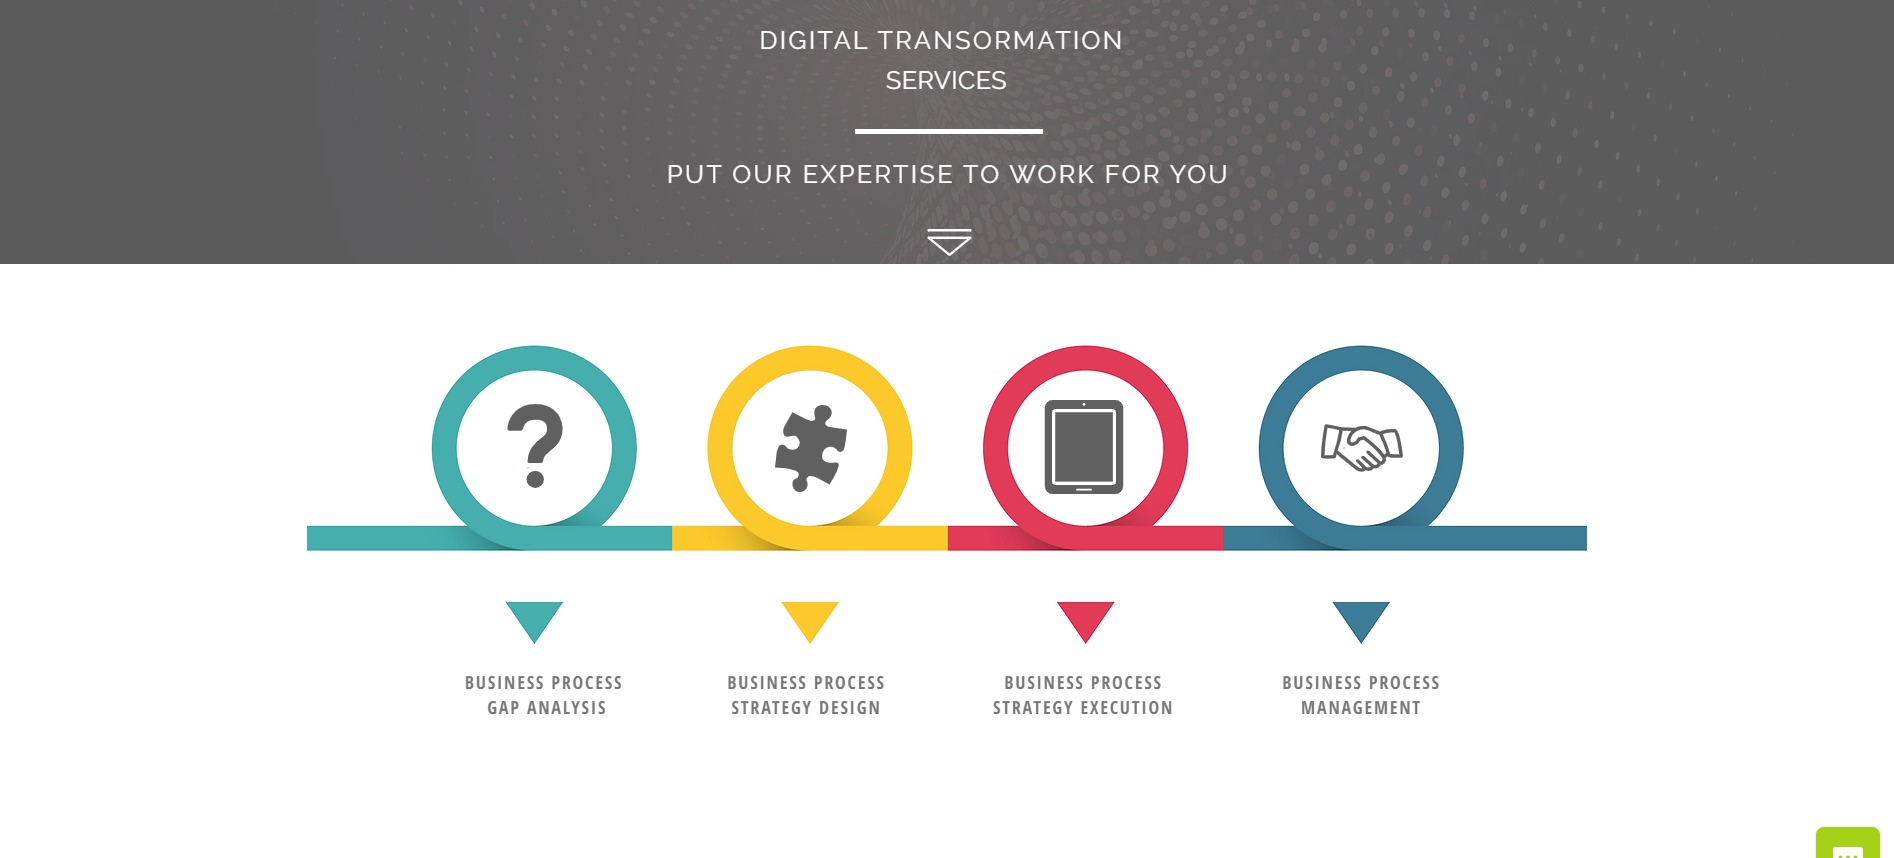 DIGITAL TRANSORMATION
SERVICES
PUT OUR EXPERTISE TO WORK FOR YOU
BUSINESS PROCESS
GAP ANALYSIS
BUSINESS PROCESS
STRATEGY DESIGN
BUSINESS PROCESS
STRATEGY EXECUTION
BUSINESS PROCESS
MANAGEMENT